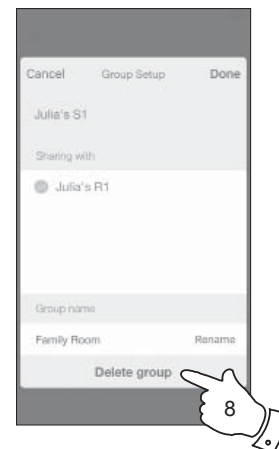 Cancel Group Setup Done
Julia's S1
Sharing with
Julia's R1
Group name
Family Room Rename
Delete group
8